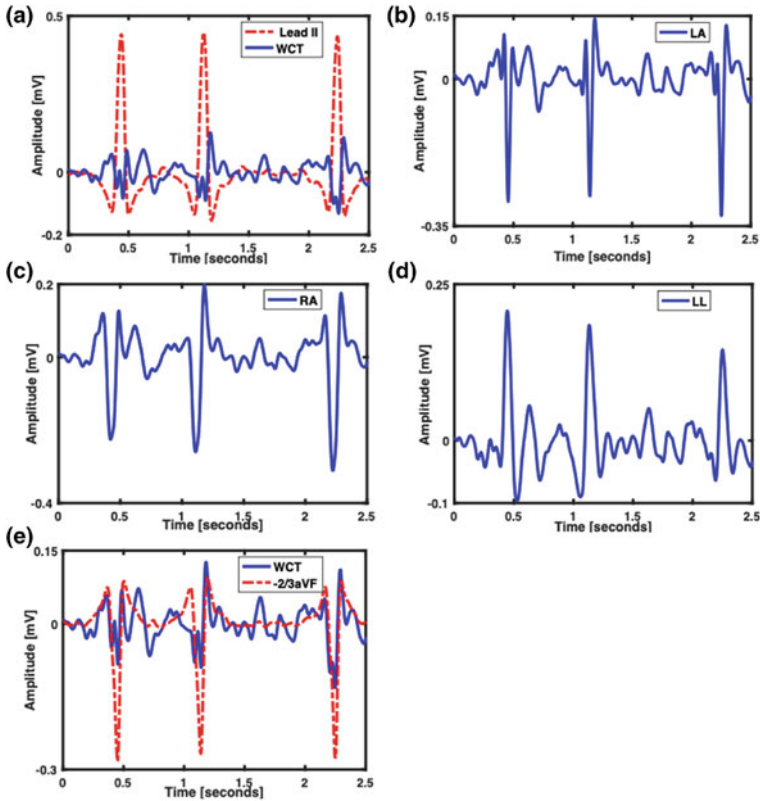 (a)
0.5
Lead II
WCT
Amplitude [mV]
0
-0.2
0
0.5
1
1.5
2
2.5
Time [seconds]
(b)
0.15
LA
Amplitude [mV]
0
-0.35
0
0.5
1
1.5
2
2.5
Time [seconds]
(c)
0.2
RA
Amplitude [mV]
0
-0.4
0
0.5
1
1.5
2
2.5
Time [seconds]
(d)
0.25
LL
Amplitude [mV]
0
-0.1
0
0.5
1
1.5
2
2.5
Time [seconds]
(e)
0.15
WCT
-2/3aVF
Amplitude [mV]
0
-0.3
0
0.5
1
1.5
2
2.5
Time [seconds]